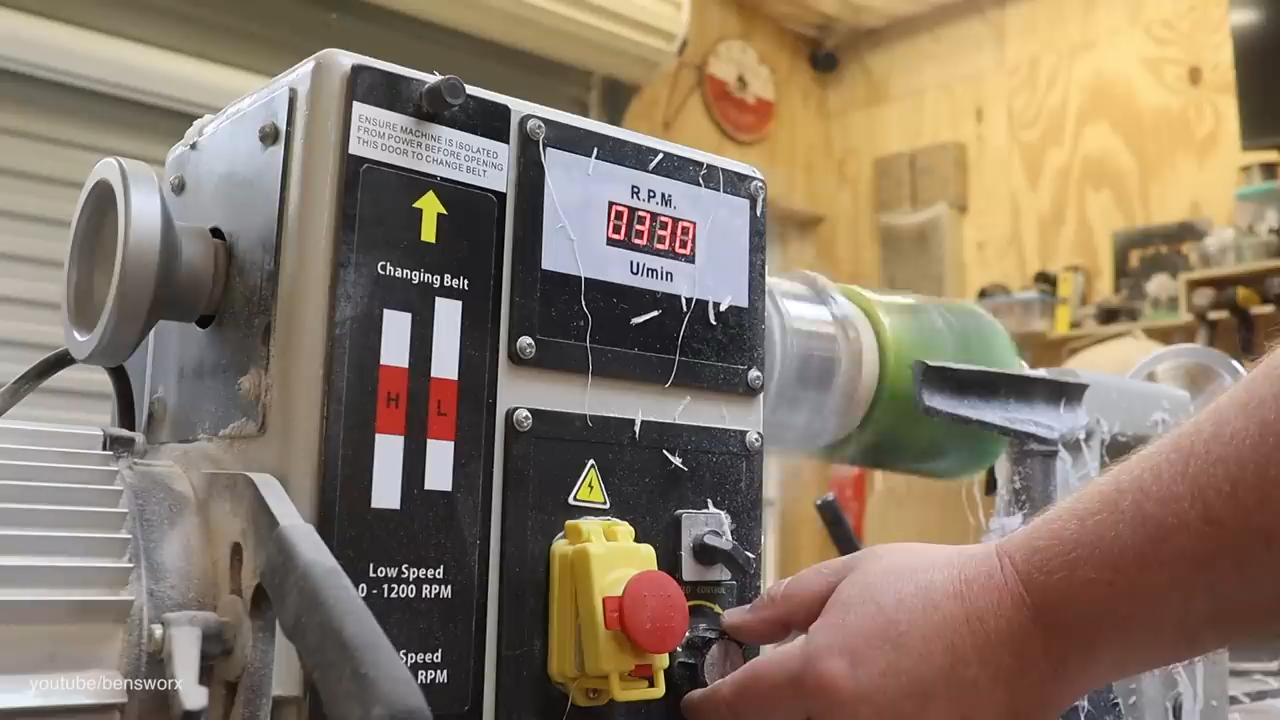 ENSURE MACHINE IS ISOLATED
FROM POWER BEFORE OPENING
THIS DOOR TO CHANGE BELT
Changing Belt
H
L
Low Speed
0 - 1200 RPM
Speed
RPM
R.P.M.
0330
U/min
CONTROL
youtube/bensworx